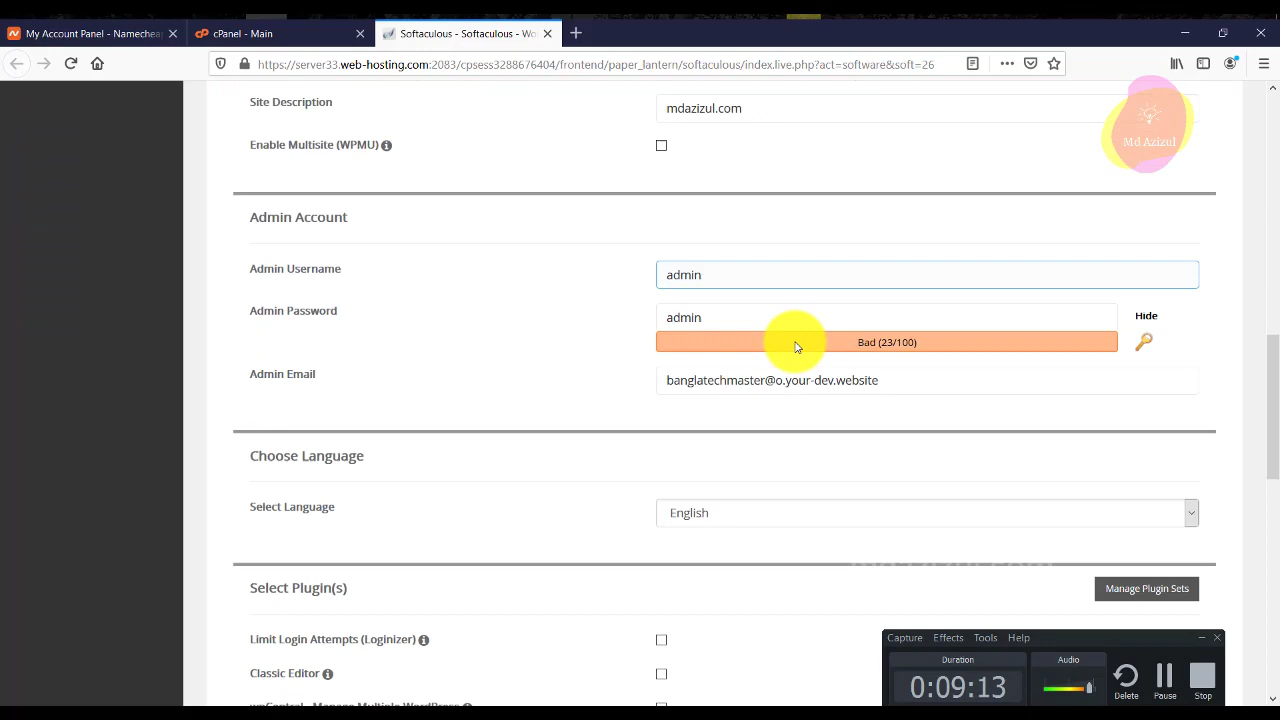 My Account Panel - Namecheap
cPanel - Main
Softaculous - Softaculous - Wo
https://server33.web-hosting.com:2083/cpsess3288676404/frontend/paper_lantern/softaculous/index.live.php?act=software&soft=26
Site Description
mdazizul.com
Enable Multisite (WPMU)
Md Azizul
Admin Account
Admin Username
admin
Admin Password
admin
Hide
Bad (23/100)
Admin Email
banglatechmaster@o.your-dev.website
Choose Language
Select Language
English
Select Plugin(s)
Manage Plugin Sets
Limit Login Attempts (Loginizer)
Classic Editor
Capture Effects Tools Help
Duration
Audio
0:09:13
Delete
Pause
Stop